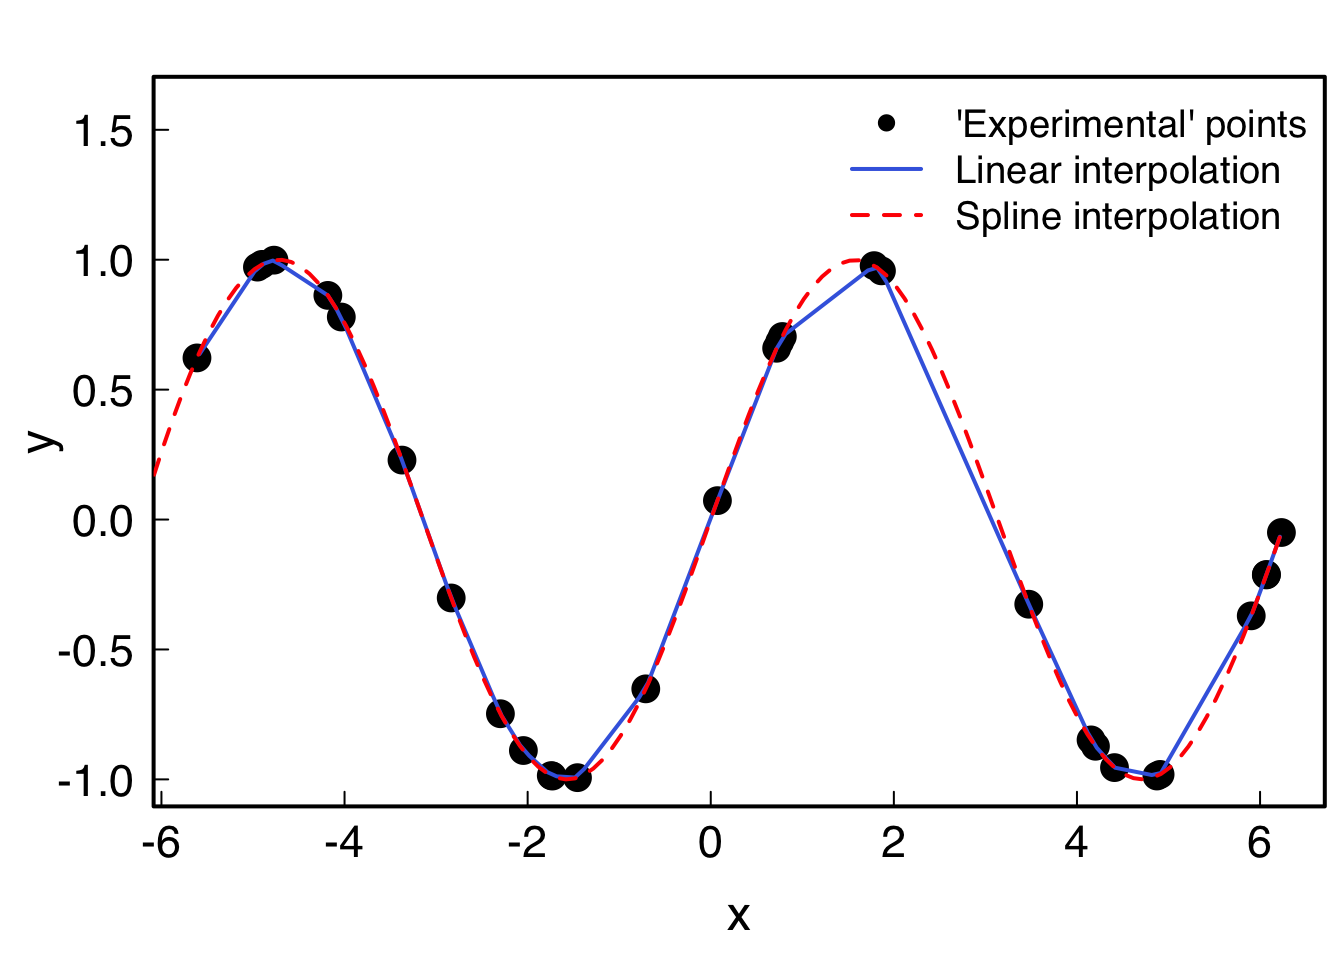 'Experimental' points
Linear interpolation
Spline interpolation
1.5
1.0
0.5
0.0
-0.5
-1.0
y
-6 -4 -2 0 2 4 6
x